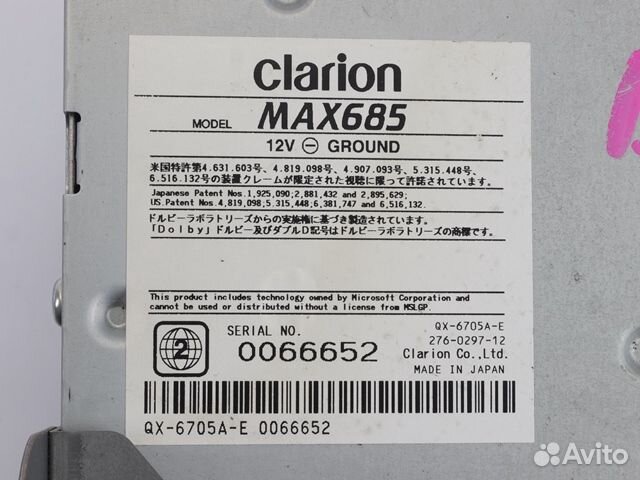 clarion
MODEL MAX685
12V ⊖ GROUND
米国特許第4.631.603号、4.819.098号、4.907.093号、5.315.448号、
6.516.132号の装置クレームが限定された視聴に限って許諾されています。
Japanese Patent Nos.1,925,090;2,881,432 and 2,895,629;
US.Patent Nos.4,819,098;5,315,448;6,381,747 and 6,516,132.
ドルビーラボラトリーズからの実施権に基づき製造されています。
「Dolby」ドルビー及びダブルD記号はドルビーラボラトリーズの商標です。
This product includes technology owned by Microsoft Corporation and
cannot be used or distributed without a license from MSLGP.
2
SERIAL NO.
0066652
QX-6705A-E
276-0297-12
Clarion Co.,Ltd.
MADE IN JAPAN
QX-6705A-E 0066652
Avito